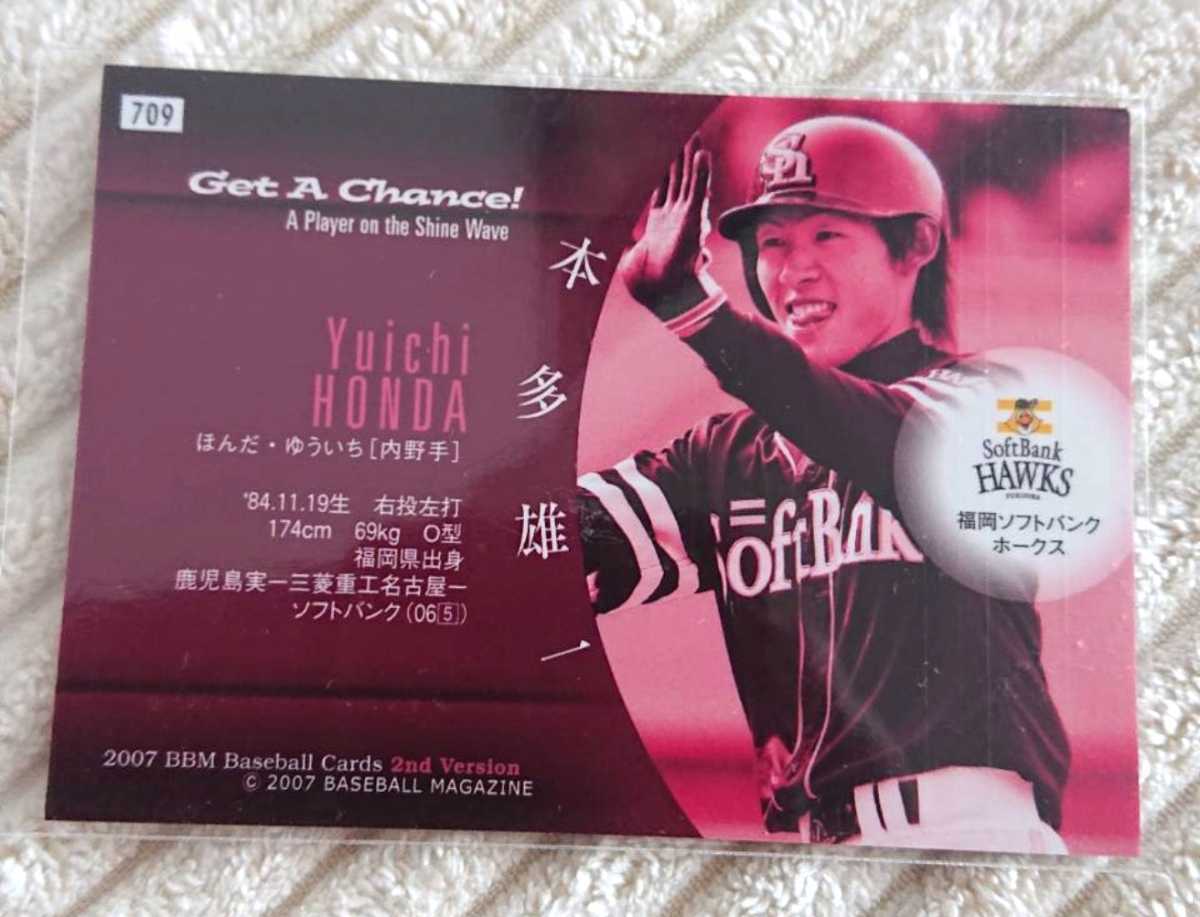 709
Get A Chance!
A Player on the Shine Wave
本多雄一
Yuichi
HONDA
ほんだ・ゆういち[内野手]
'84.11.19生 右投左打
174cm 69kg O型
福岡県出身
鹿児島実ー三菱重工名古屋ー
ソフトバンク(06[5])
2007 BBM Baseball Cards 2nd Version
© 2007 BASEBALL MAGAZINE
SH
SoftBank
SoftBank
HAWKS
FUKUOKA
福岡ソフトバンク
ホークス